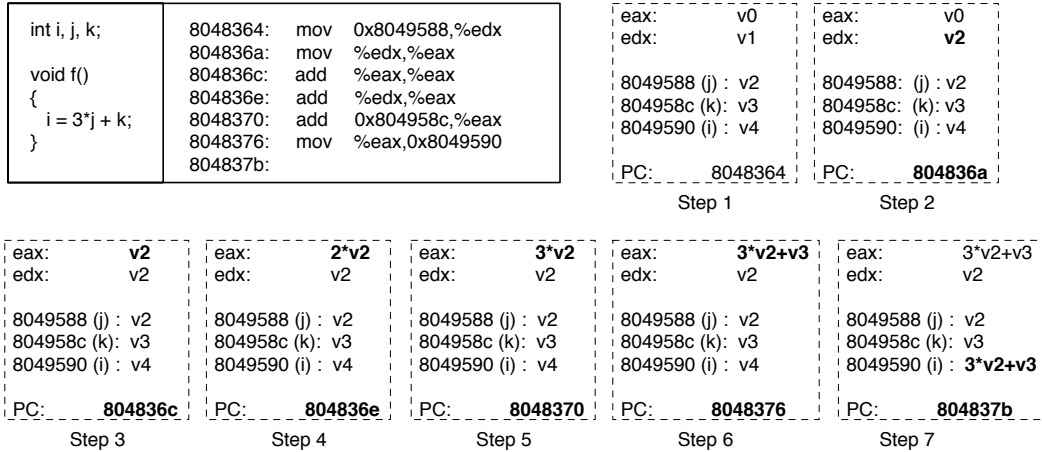 int i, j, k;
void f()
{
i = 3*j + k;
}
8048364: mov 0x8049588,%edx
804836a: mov %edx,%eax
804836c: add %eax,%eax
804836e: add %edx,%eax
8048370: add 0x804958c,%eax
8048376: mov %eax,0x8049590
804837b:
eax: v0
edx: v1
8049588 (j) : v2
804958c (k): v3
8049590 (i) : v4
PC: 8048364
Step 1
eax: v0
edx: v2
8049588: (j) : v2
804958c: (k): v3
8049590: (i) : v4
PC: 804836a
Step 2
eax: v2
edx: v2
8049588 (j) : v2
804958c (k): v3
8049590 (i) : v4
PC: 804836c
Step 3
eax: 2*v2
edx: v2
8049588 (j) : v2
804958c (k): v3
8049590 (i) : v4
PC: 804836e
Step 4
eax: 3*v2
edx: v2
8049588 (j) : v2
804958c (k): v3
8049590 (i) : v4
PC: 8048370
Step 5
eax: 3*v2+v3
edx: v2
8049588 (j) : v2
804958c (k): v3
8049590 (i) : v4
PC: 8048376
Step 6
eax: 3*v2+v3
edx: v2
8049588 (j) : v2
804958c (k): v3
8049590 (i) : 3*v2+v3
PC: 804837b
Step 7